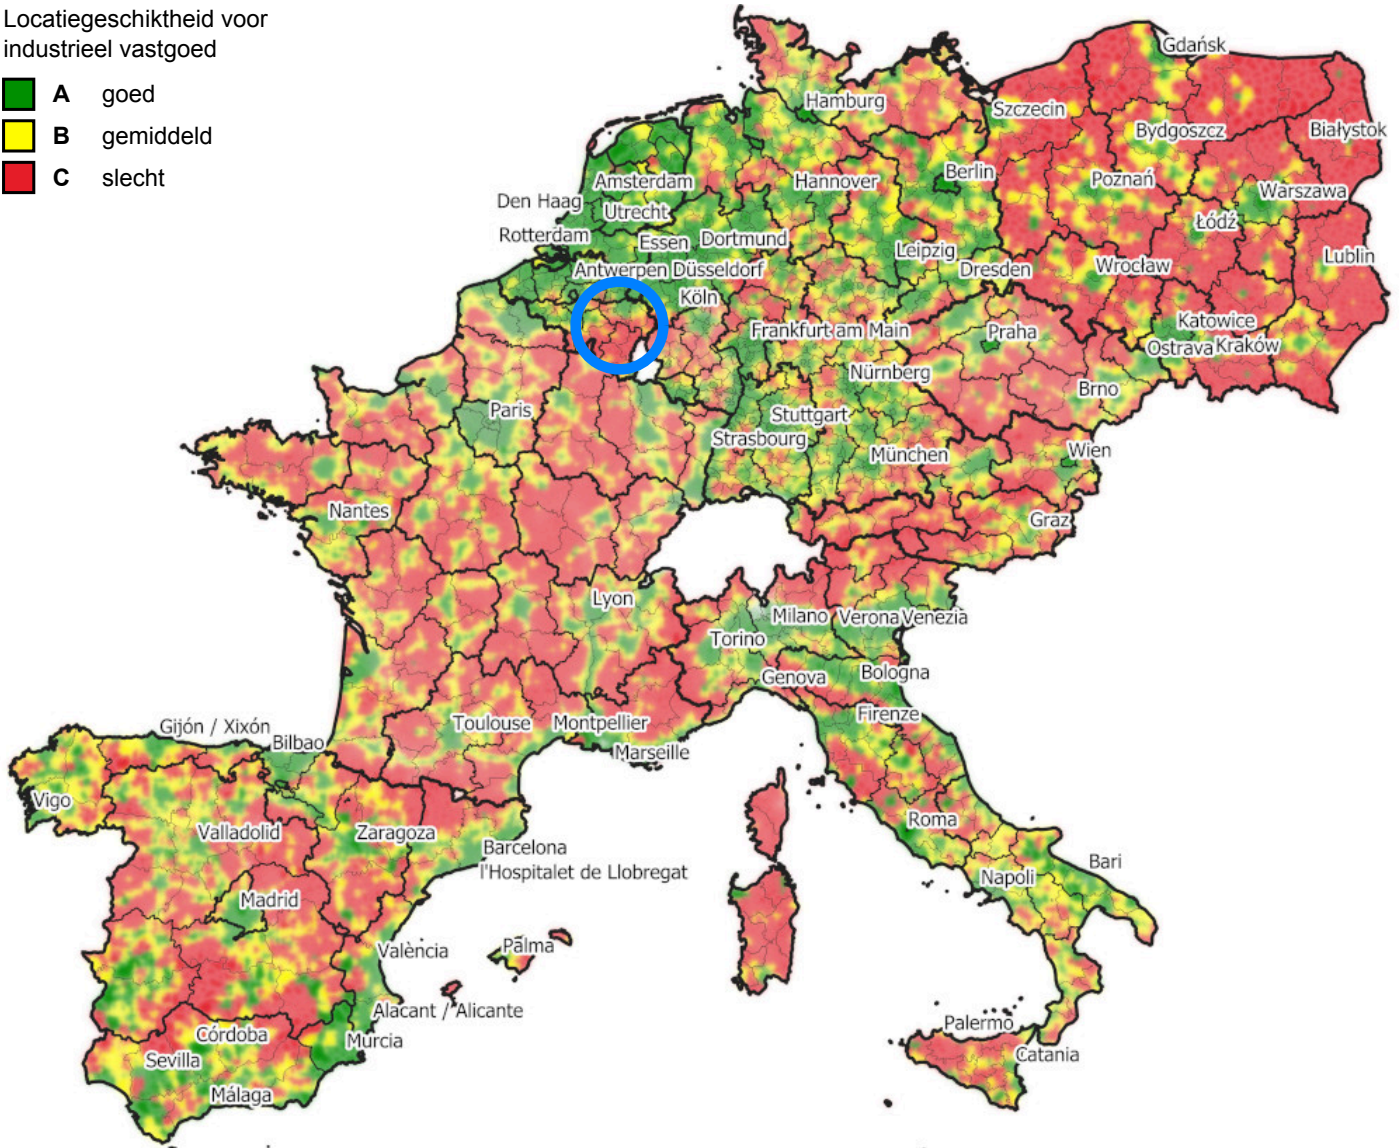 Locatiegeschiktheid voor
industrieel vastgoed
A goed
B gemiddeld
C slecht
Gdańsk
Hamburg
Szczecin
Bydgoszcz
Białystok
Berlin
Amsterdam
Hannover
Poznań
Warszawa
Den Haag
Utrecht
Łódź
Rotterdam
Essen
Dortmund
Leipzig
Lublin
Antwerpen
Düsseldorf
Dresden
Wrocław
Köln
Katowice
Frankfurt am Main
Praha
Ostrava
Kraków
Nürnberg
Brno
Paris
Stuttgart
Strasbourg
München
Wien
Nantes
Graz
Lyon
Milano
Verona
Venezia
Torino
Genova
Bologna
Firenze
Gijón / Xixón
Toulouse
Montpellier
Bilbao
Marseille
Vigo
Valladolid
Zaragoza
Roma
Barcelona
Bari
l'Hospitalet de Llobregat
Napoli
Madrid
València
Palma
Alacant / Alicante
Palermo
Córdoba
Murcia
Catania
Sevilla
Málaga